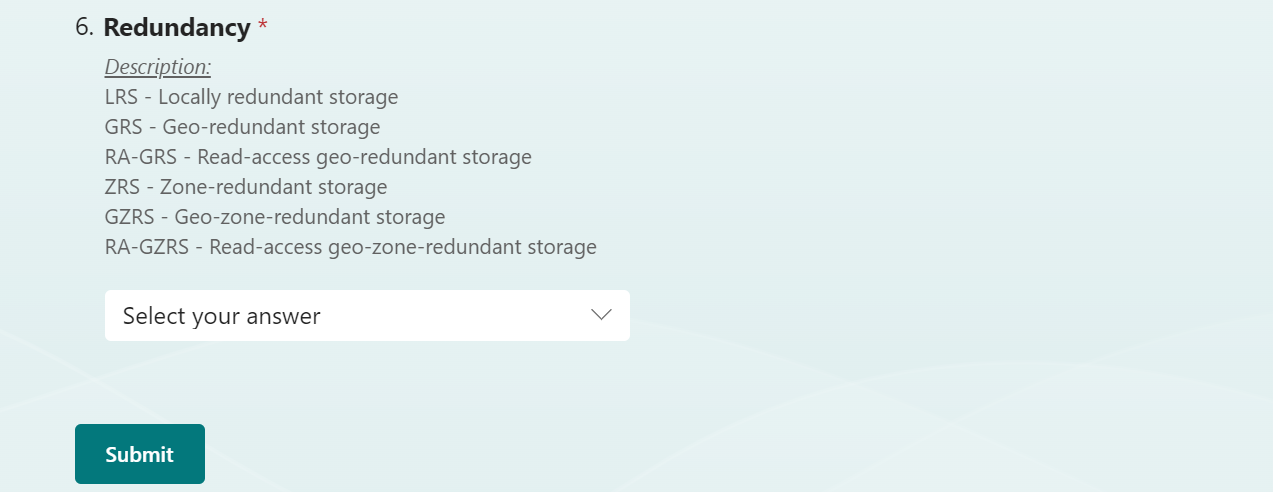 6. Redundancy *
Description:
LRS - Locally redundant storage
GRS - Geo-redundant storage
RA-GRS - Read-access geo-redundant storage
ZRS - Zone-redundant storage
GZRS - Geo-zone-redundant storage
RA-GZRS - Read-access geo-zone-redundant storage
Select your answer
Submit